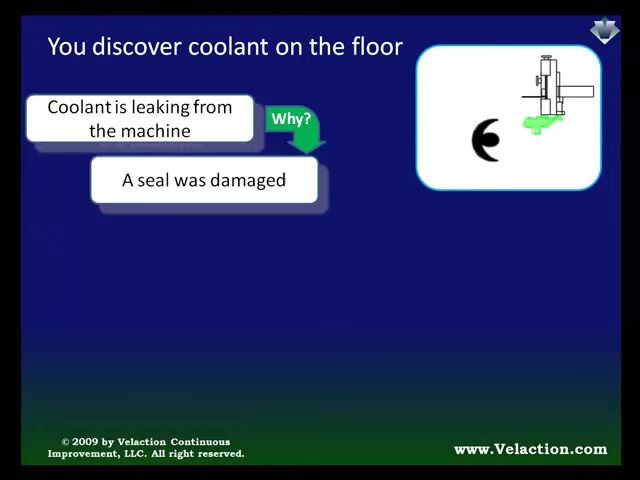 You discover coolant on the floor
Coolant is leaking from
the machine
Why?
A seal was damaged
© 2009 by Velaction Continuous
Improvement, LLC. All right reserved.
www.Velaction.com